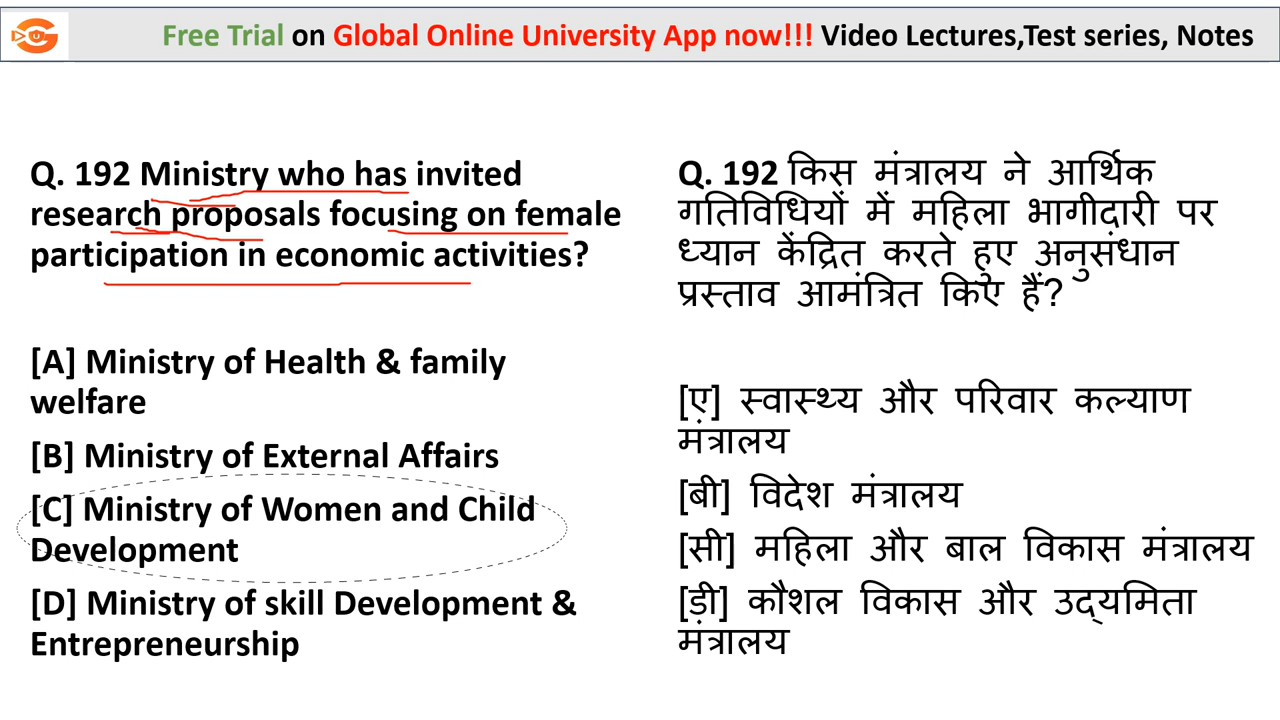 Free Trial on Global Online University App now!!! Video Lectures,Test series, Notes
Q. 192 Ministry who has invited
research proposals focusing on female
participation in economic activities?
[A] Ministry of Health & family
welfare
[B] Ministry of External Affairs
[C] Ministry of Women and Child
Development
[D] Ministry of skill Development &
Entrepreneurship
Q. 192 किस मंत्रालय ने आर्थिक
गतिविधियों में महिला भागीदारी पर
ध्यान केंद्रित करते हुए अनुसंधान
प्रस्ताव आमंत्रित किए हैं?
[ए] स्वास्थ्य और परिवार कल्याण
मंत्रालय
[बी] विदेश मंत्रालय
[सी] महिला और बाल विकास मंत्रालय
[ड़ी] कौशल विकास और उद्यमिता
मंत्रालय